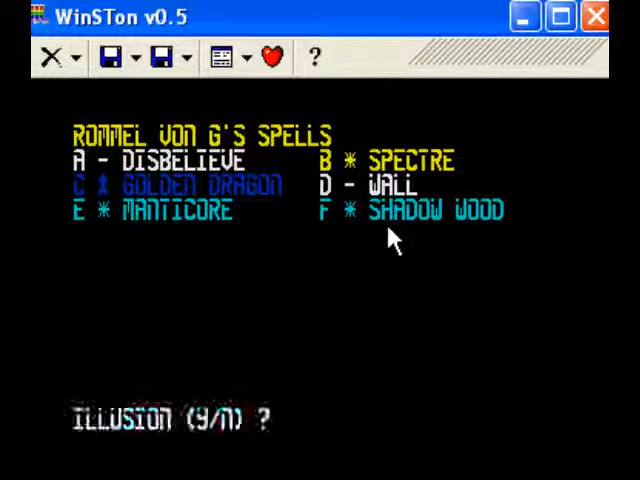 WinSTon v0.5
?
ROMMEL VON G'S SPELLS
A - DISBELIEVE B * SPECTRE
C GOLDEN DRAGON D - WALL
E * MANTICORE F * SHADOW WOOD
ILLUSION (Y/N) ?